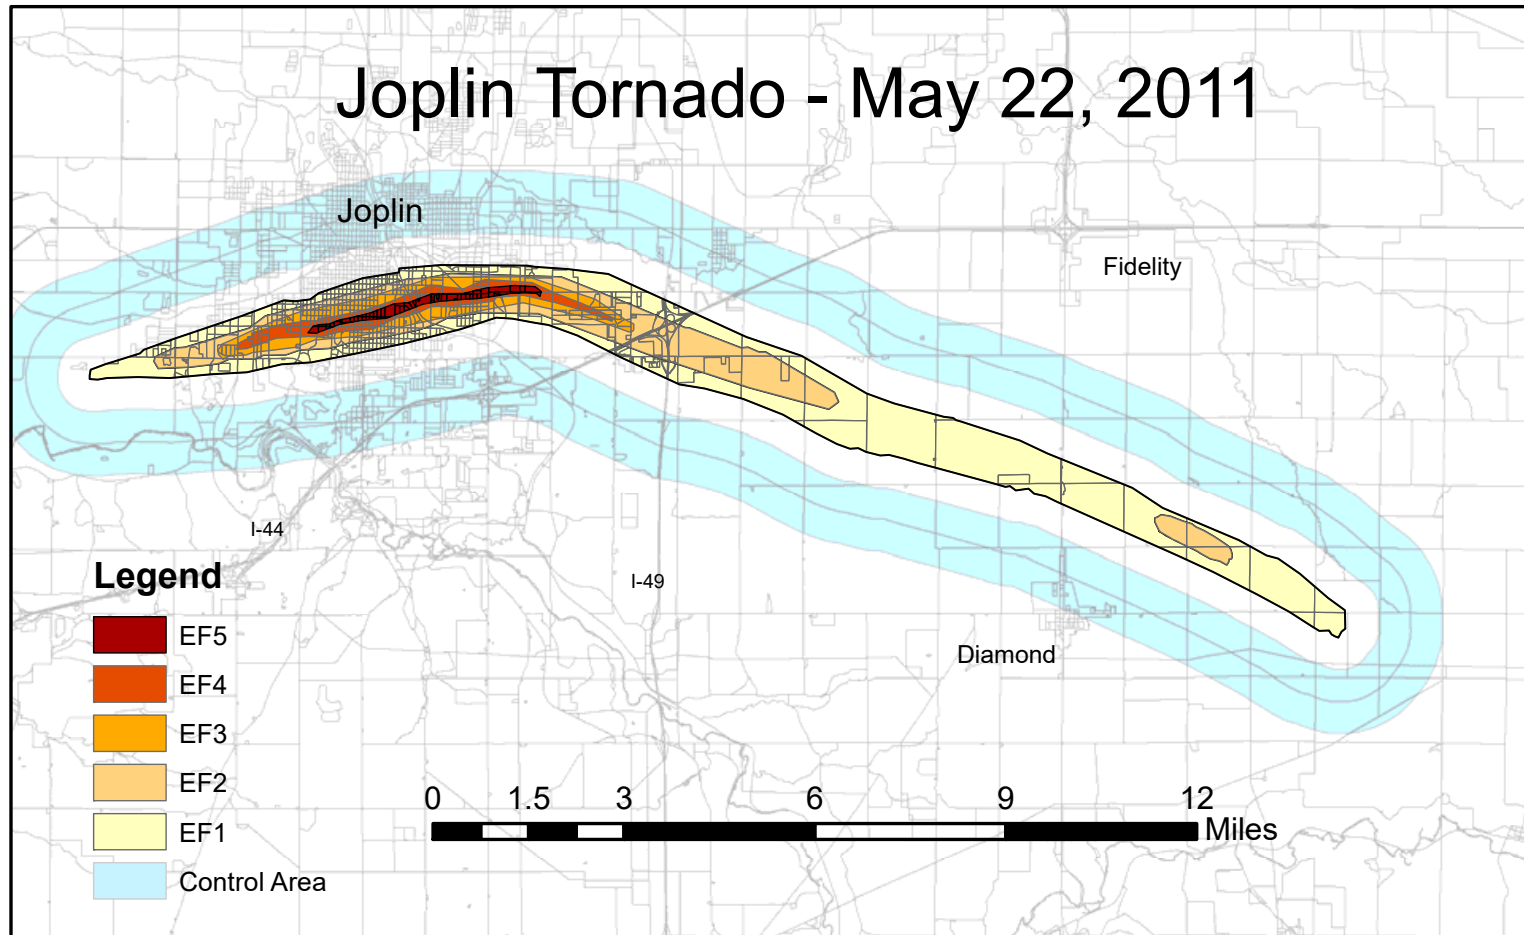 Joplin Tornado - May 22, 2011
Joplin
Fidelity
I-44
I-49
Diamond
Legend
EF5
EF4
EF3
EF2
EF1
Control Area
0 1.5 3 6 9 12
Miles